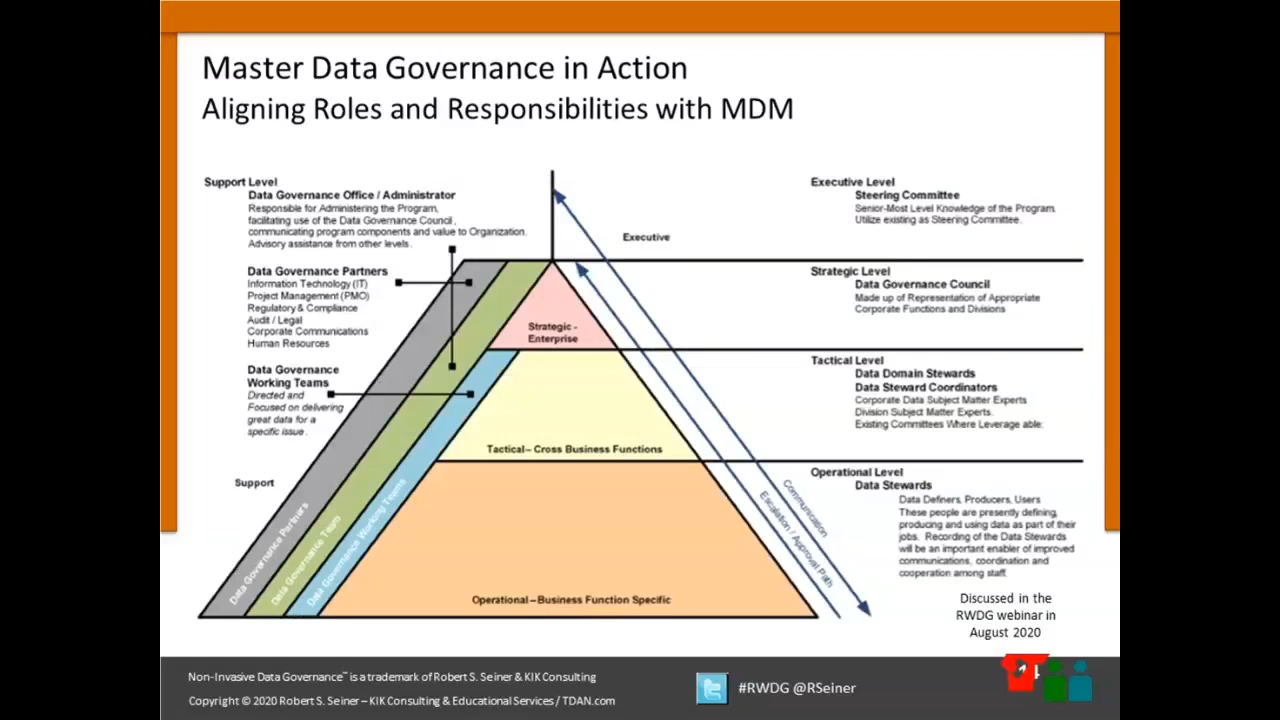 Master Data Governance in Action
Aligning Roles and Responsibilities with MDM
Support Level
Data Governance Office / Administrator
Responsible for Administering the Program,
facilitating use of the Data Governance Council,
communicating program components and value to Organization.
Advisory assistance from other levels.
Data Governance Partners
Information Technology (IT)
Project Management (PMO)
Regulatory & Compliance
Audit / Legal
Corporate Communications
Human Resources
Data Governance
Working Teams
Directed and
Focused on delivering
great data for a
specific issue.
Support
Data Governance Partners
Data Governance Team
Data Governance Working Teams
Executive
Strategic -
Enterprise
Tactical – Cross Business Functions
Operational – Business Function Specific
Communication
Escalation / Approval Path
Executive Level
Steering Committee
Senior-Most Level Knowledge of the Program.
Utilize existing as Steering Committee.
Strategic Level
Data Governance Council
Made up of Representation of Appropriate
Corporate Functions and Divisions
Tactical Level
Data Domain Stewards
Data Steward Coordinators
Corporate Data Subject Matter Experts
Division Subject Matter Experts.
Existing Committees Where Leverage able:
Operational Level
Data Stewards
Data Definers, Producers, Users
These people are presently defining,
producing and using data as part of their
jobs. Recording of the Data Stewards
will be an important enabler of improved
communications, coordination and
cooperation among staff.
Discussed in the
RWDG webinar in
August 2020
Non-Invasive Data Governance™ is a trademark of Robert S. Seiner & KIK Consulting
Copyright © 2020 Robert S. Seiner – KIK Consulting & Educational Services / TDAN.com
#RWDG @RSeiner